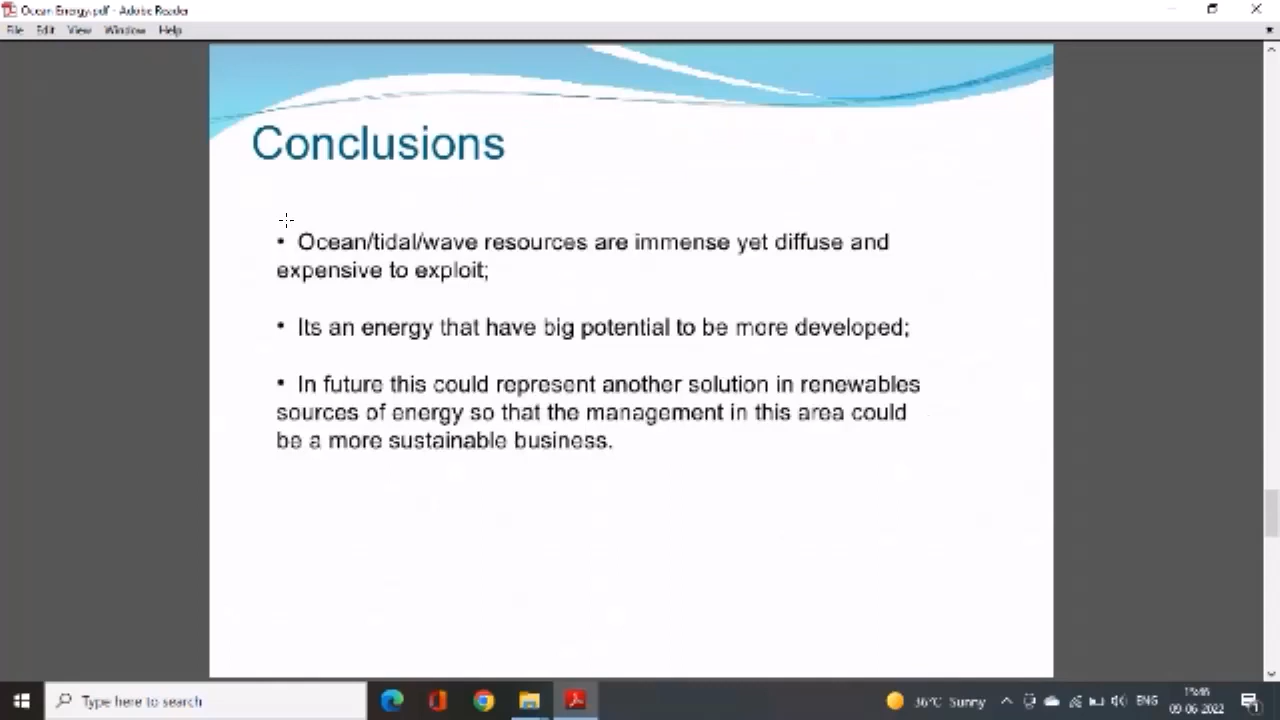 Ocean Energy.pdf - Adobe Reader
File Edit View Window Help
Conclusions
• Ocean/tidal/wave resources are immense yet diffuse and
expensive to exploit;
• Its an energy that have big potential to be more developed;
• In future this could represent another solution in renewables
sources of energy so that the management in this area could
be a more sustainable business.
Type here to search
36°C Sunny
ENG
09-06-2022